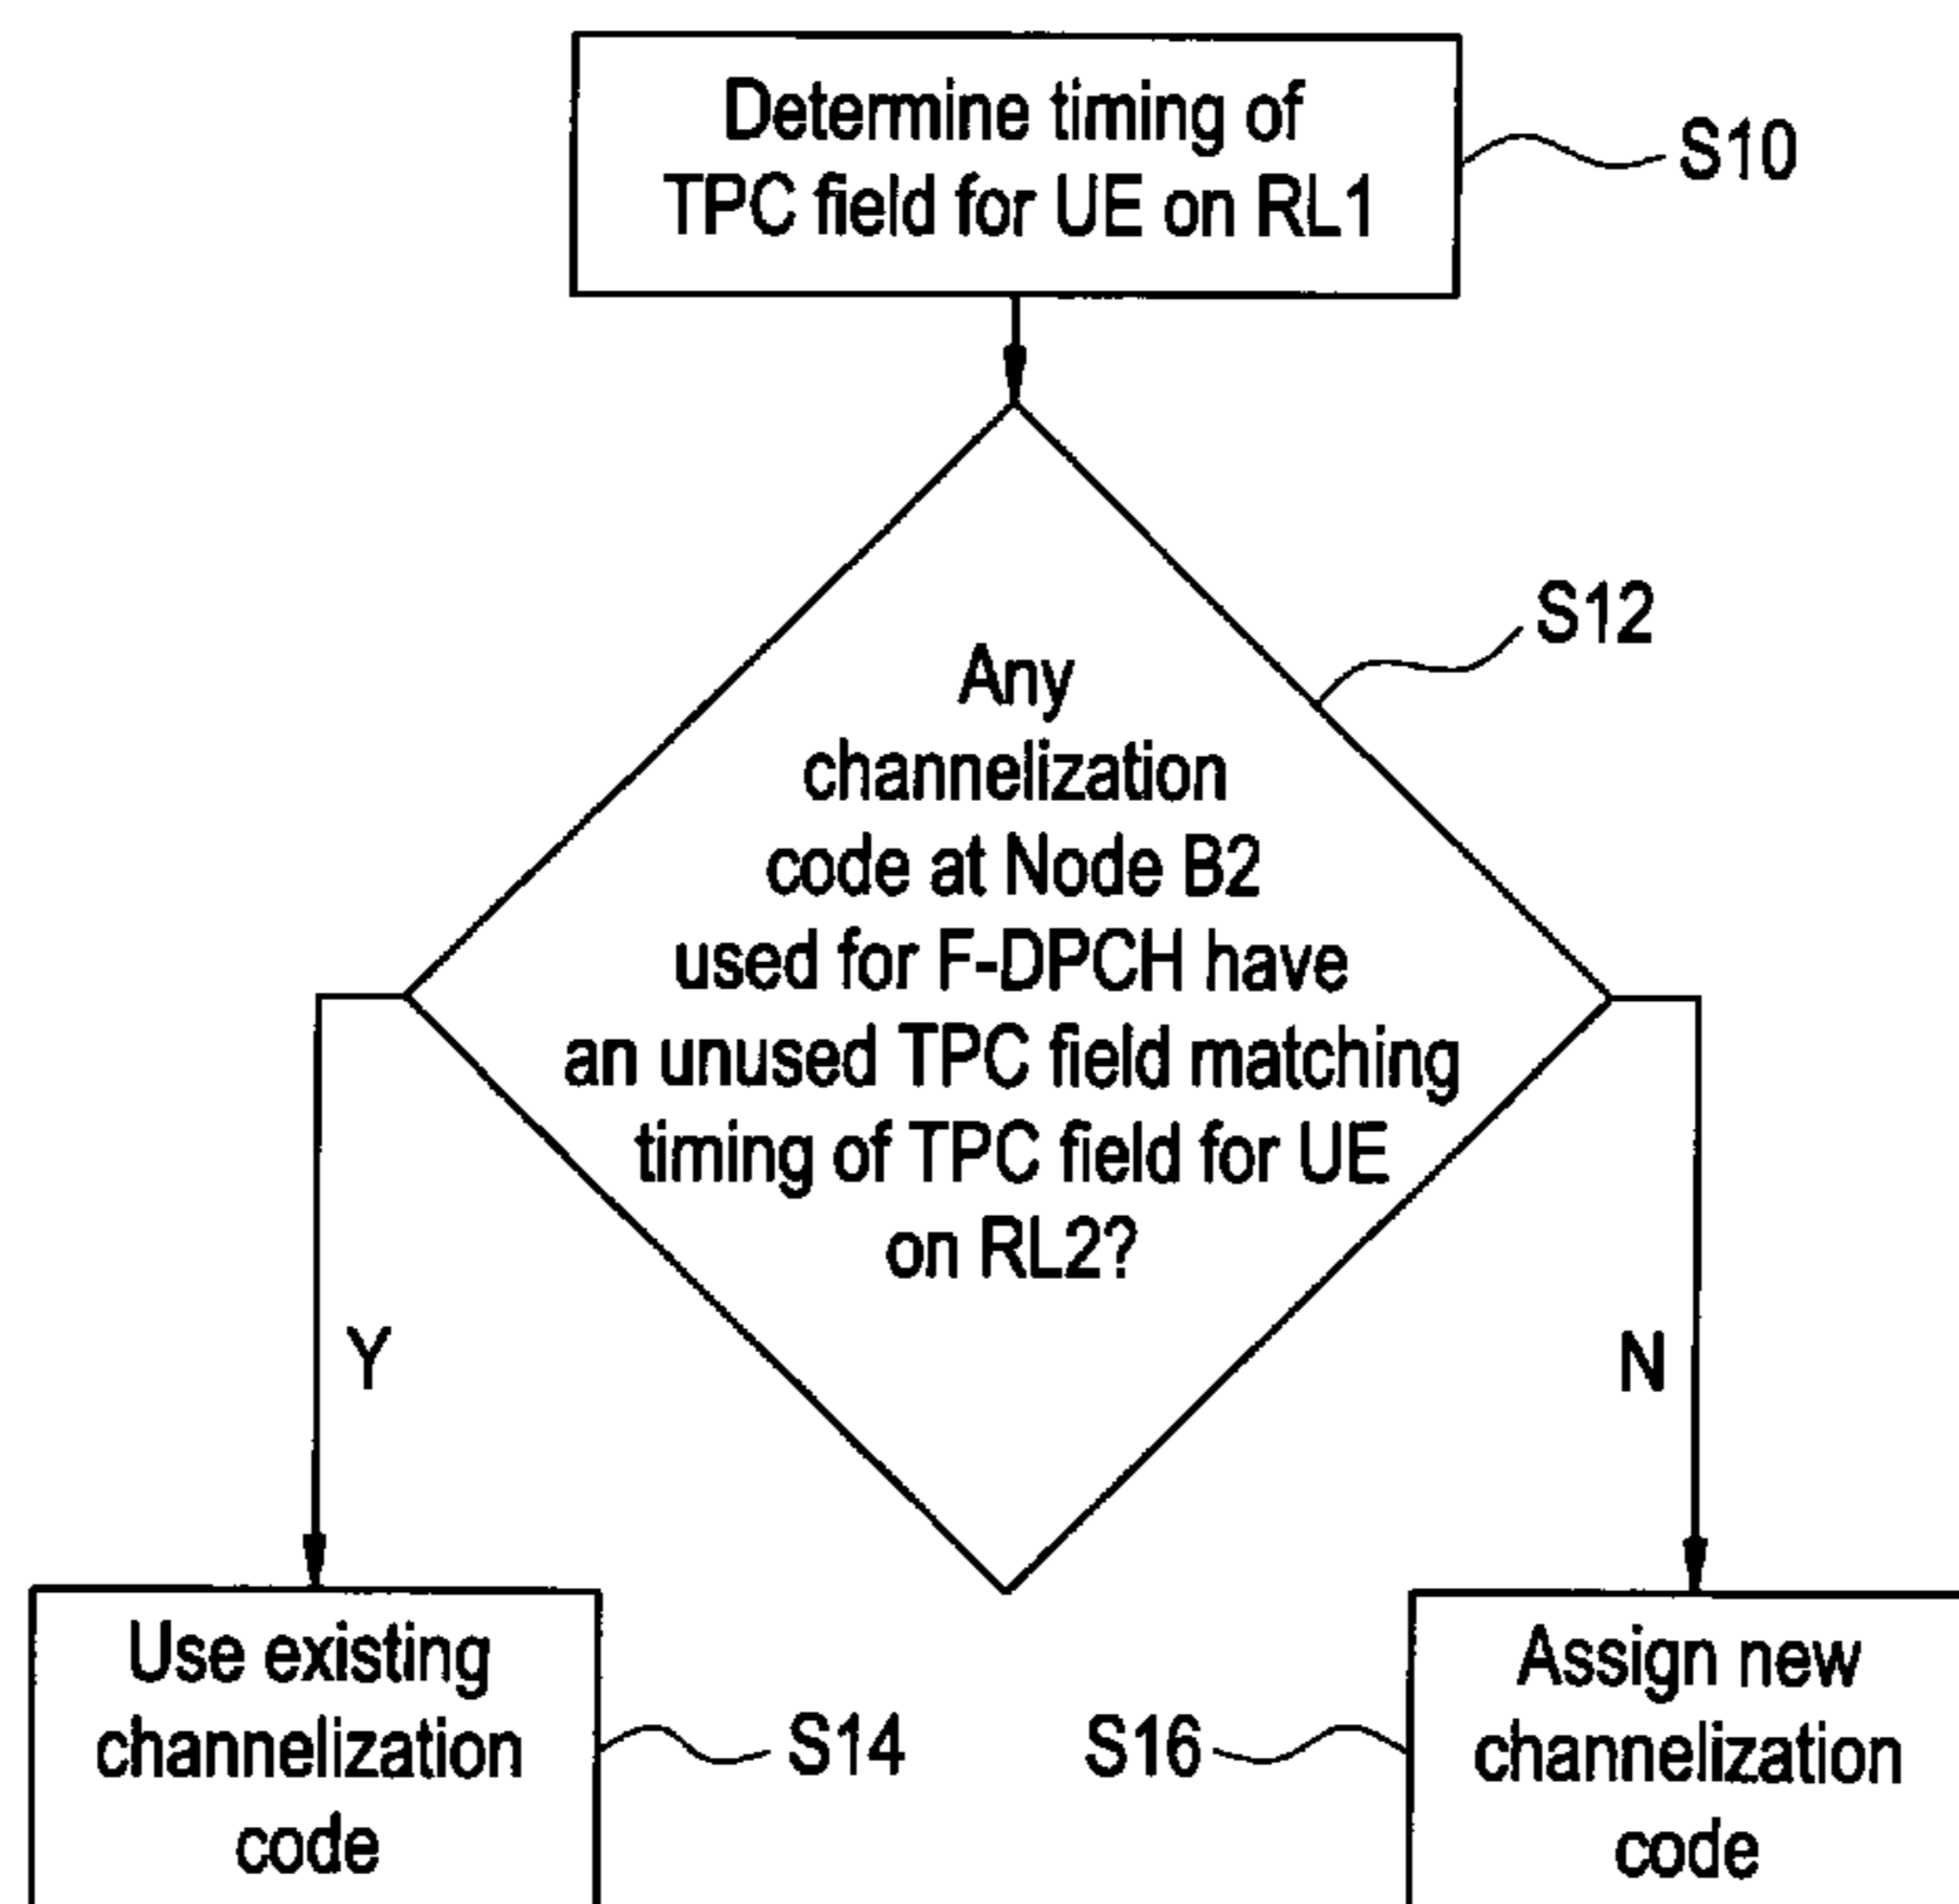 Determine timing of
TPC field for UE on RL1
S10
S12
Any
channelization
code at Node B2
used for F-DPCH have
an unused TPC field matching
timing of TPC field for UE
on RL2?
Y
N
Use existing
channelization
code
S14
S16
Assign new
channelization
code